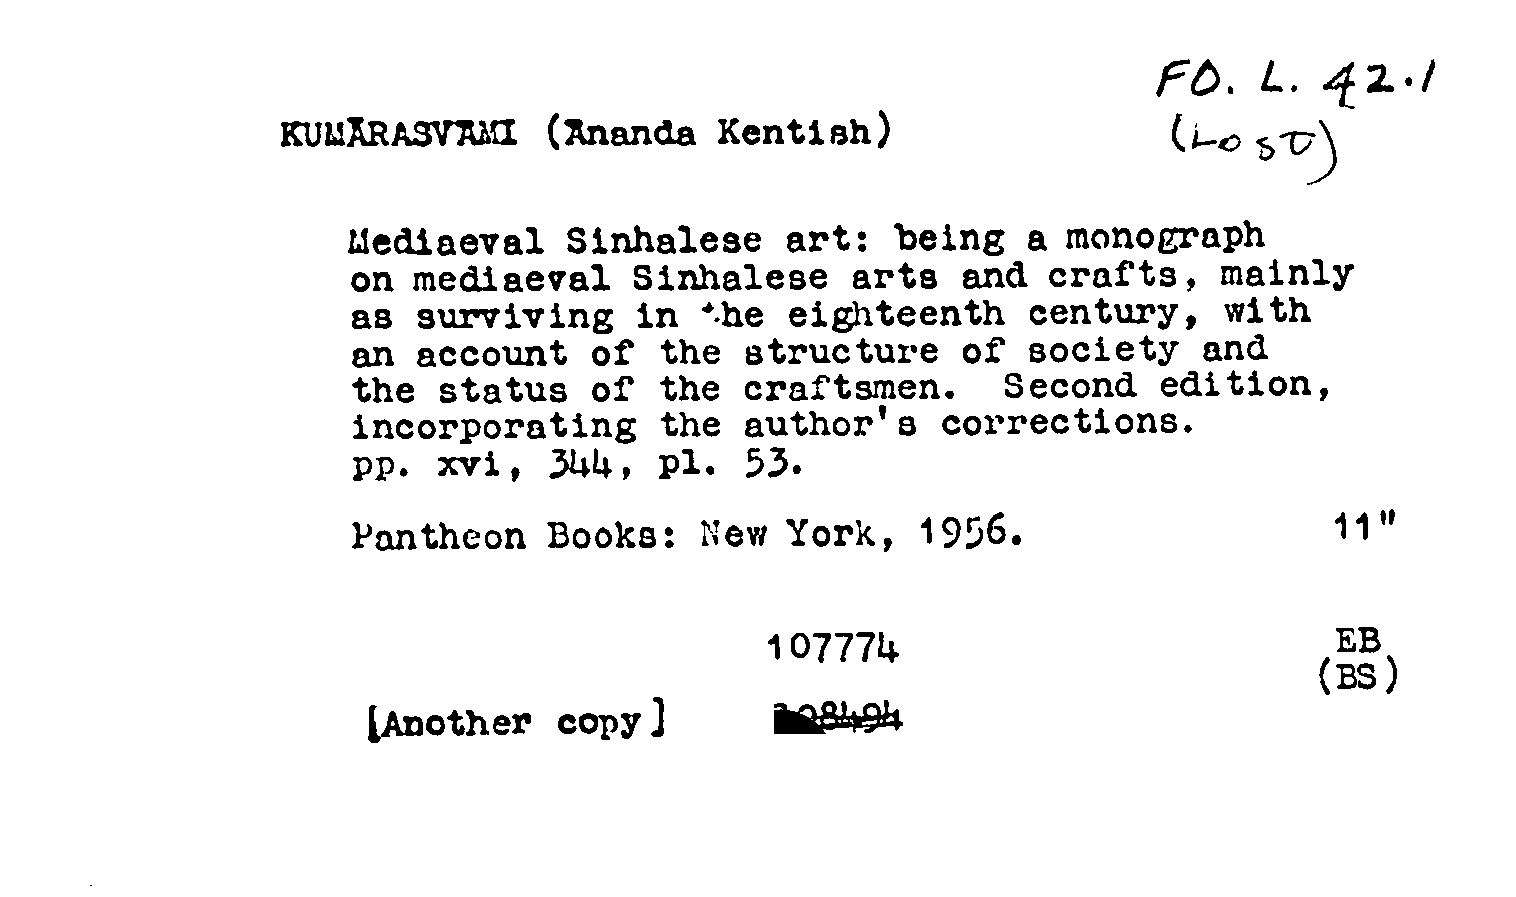 FO. L. 42.1
KUMĀRASVĀMI (Ānanda Kentish)
(LOST)
Mediaeval Sinhalese art: being a monograph
on mediaeval Sinhalese arts and crafts, mainly
as surviving in the eighteenth century, with
an account of the structure of society and
the status of the craftsmen. Second edition,
incorporating the author's corrections.
pp. xvi, 344, pl. 53.
Pantheon Books: New York, 1956. 11"
107774 EB
(BS)
[Another copy]